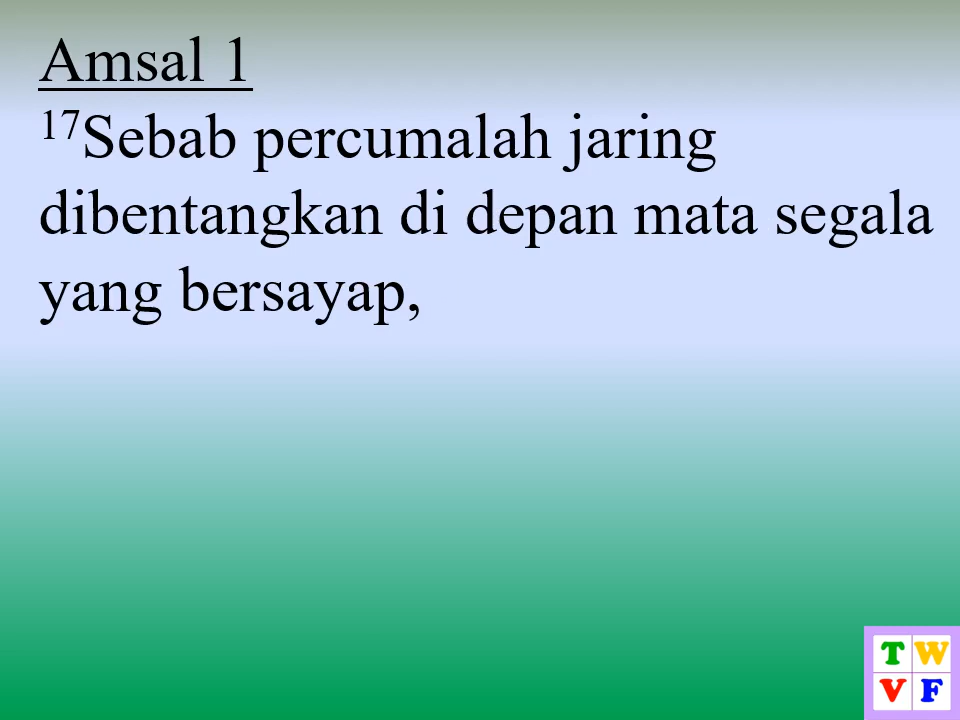 Amsal 1
17Sebab percumalah jaring
dibentangkan di depan mata segala
yang bersayap,
T W
V F